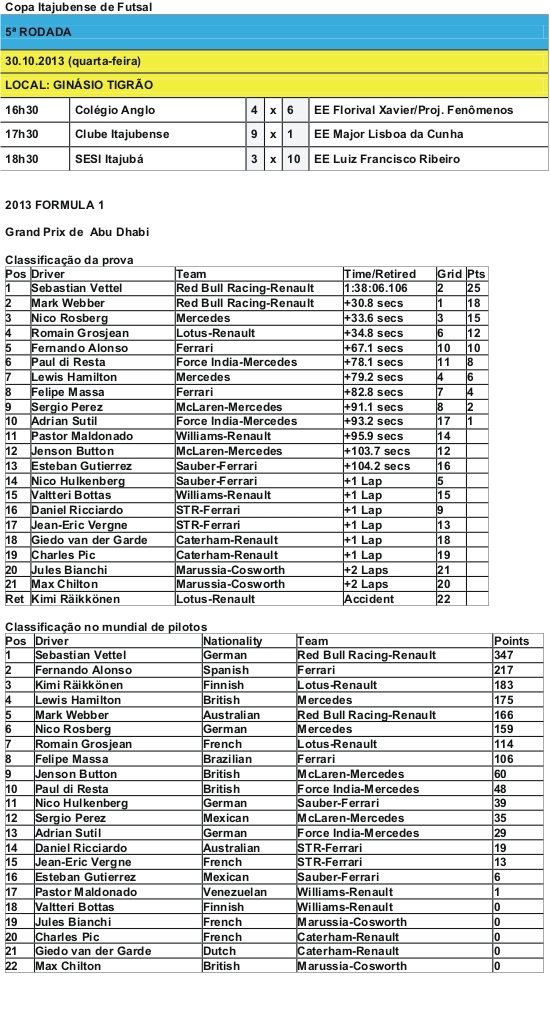 Copa Itajubense de Futsal
5ª RODADA
30.10.2013 (quarta-feira)
LOCAL: GINÁSIO TIGRÃO
16h30 Colégio Anglo 4 x 6 EE Florival Xavier/Proj. Fenômenos
17h30 Clube Itajubense 9 x 1 EE Major Lisboa da Cunha
18h30 SESI Itajubá 3 x 10 EE Luiz Francisco Ribeiro
2013 FORMULA 1
Grand Prix de Abu Dhabi
Classificação da prova
Pos Driver Team Time/Retired Grid Pts
1 Sebastian Vettel Red Bull Racing-Renault 1:38:06.106 2 25
2 Mark Webber Red Bull Racing-Renault +30.8 secs 1 18
3 Nico Rosberg Mercedes +33.6 secs 3 15
4 Romain Grosjean Lotus-Renault +34.8 secs 6 12
5 Fernando Alonso Ferrari +67.1 secs 10 10
6 Paul di Resta Force India-Mercedes +78.1 secs 11 8
7 Lewis Hamilton Mercedes +79.2 secs 4 6
8 Felipe Massa Ferrari +82.8 secs 7 4
9 Sergio Perez McLaren-Mercedes +91.1 secs 8 2
10 Adrian Sutil Force India-Mercedes +93.2 secs 17 1
11 Pastor Maldonado Williams-Renault +95.9 secs 14
12 Jenson Button McLaren-Mercedes +103.7 secs 12
13 Esteban Gutierrez Sauber-Ferrari +104.2 secs 16
14 Nico Hulkenberg Sauber-Ferrari +1 Lap 5
15 Valtteri Bottas Williams-Renault +1 Lap 15
16 Daniel Ricciardo STR-Ferrari +1 Lap 9
17 Jean-Eric Vergne STR-Ferrari +1 Lap 13
18 Giedo van der Garde Caterham-Renault +1 Lap 18
19 Charles Pic Caterham-Renault +1 Lap 19
20 Jules Bianchi Marussia-Cosworth +2 Laps 21
21 Max Chilton Marussia-Cosworth +2 Laps 20
Ret Kimi Räikkönen Lotus-Renault Accident 22
Classificação no mundial de pilotos
Pos Driver Nationality Team Points
1 Sebastian Vettel German Red Bull Racing-Renault 347
2 Fernando Alonso Spanish Ferrari 217
3 Kimi Räikkönen Finnish Lotus-Renault 183
4 Lewis Hamilton British Mercedes 175
5 Mark Webber Australian Red Bull Racing-Renault 166
6 Nico Rosberg German Mercedes 159
7 Romain Grosjean French Lotus-Renault 114
8 Felipe Massa Brazilian Ferrari 106
9 Jenson Button British McLaren-Mercedes 60
10 Paul di Resta British Force India-Mercedes 48
11 Nico Hulkenberg German Sauber-Ferrari 39
12 Sergio Perez Mexican McLaren-Mercedes 35
13 Adrian Sutil German Force India-Mercedes 29
14 Daniel Ricciardo Australian STR-Ferrari 19
15 Jean-Eric Vergne French STR-Ferrari 13
16 Esteban Gutierrez Mexican Sauber-Ferrari 6
17 Pastor Maldonado Venezuelan Williams-Renault 1
18 Valtteri Bottas Finnish Williams-Renault 0
19 Jules Bianchi French Marussia-Cosworth 0
20 Charles Pic French Caterham-Renault 0
21 Giedo van der Garde Dutch Caterham-Renault 0
22 Max Chilton British Marussia-Cosworth 0